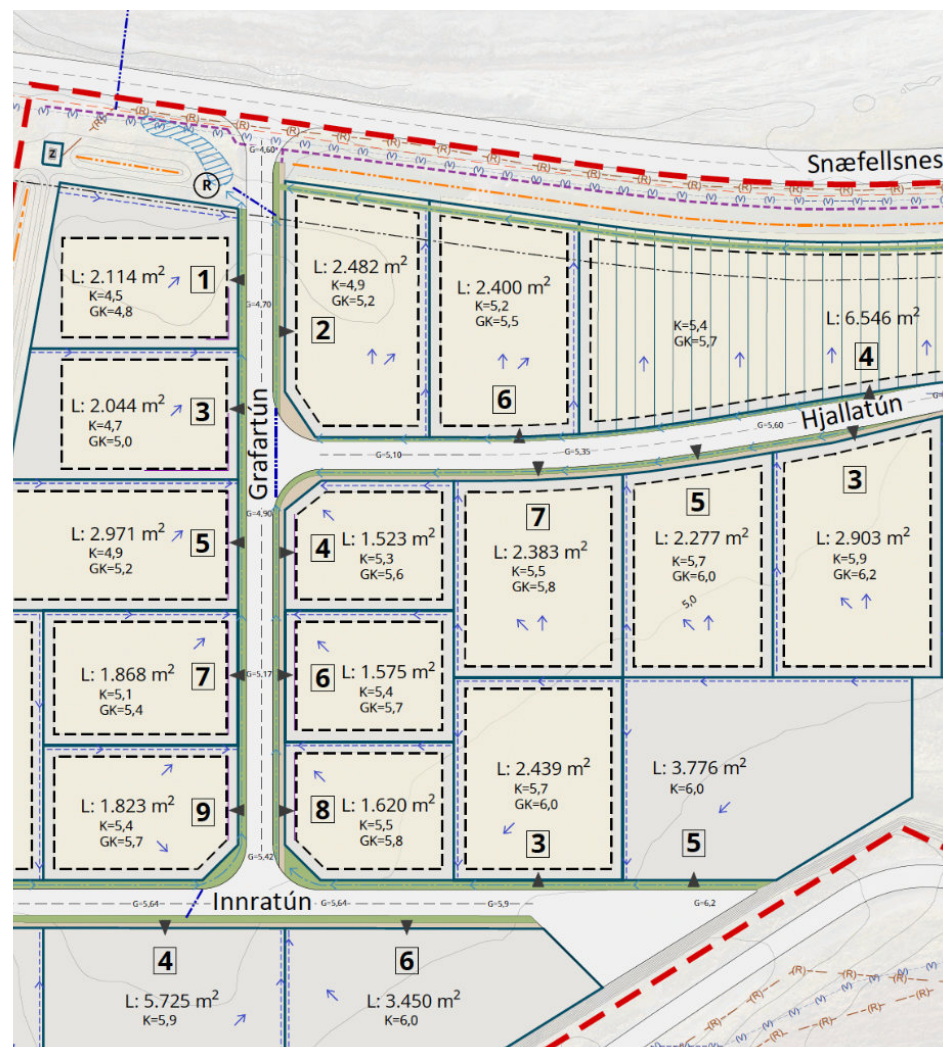 Snæfellsnes
Z
R
G=4,60
L: 2.114 m²
K=4,5
GK=4,8
1
L: 2.482 m²
K=4,9
GK=5,2
2
L: 2.400 m²
K=5,2
GK=5,5
6
K=5,4
GK=5,7
L: 6.546 m²
4
G=4,70
L: 2.044 m²
K=4,7
GK=5,0
3
Grafartún
Hjallatún
G=5,10
G=5,35
G=5,60
L: 2.971 m²
K=4,9
GK=5,2
5
G=4,90
L: 1.523 m²
K=5,3
GK=5,6
4
7
L: 2.383 m²
K=5,5
GK=5,8
5
L: 2.277 m²
K=5,7
GK=6,0
5,0
3
L: 2.903 m²
K=5,9
GK=6,2
L: 1.868 m²
K=5,1
GK=5,4
7
G=5,17
6
L: 1.575 m²
K=5,4
GK=5,7
L: 1.823 m²
K=5,4
GK=5,7
9
8
L: 1.620 m²
K=5,5
GK=5,8
L: 2.439 m²
K=5,7
GK=6,0
3
L: 3.776 m²
K=6,0
5
G=5,42
G=5,64
Innratún
G=5,64
G=5,9
G=6,2
4
L: 5.725 m²
K=5,9
6
L: 3.450 m²
K=6,0